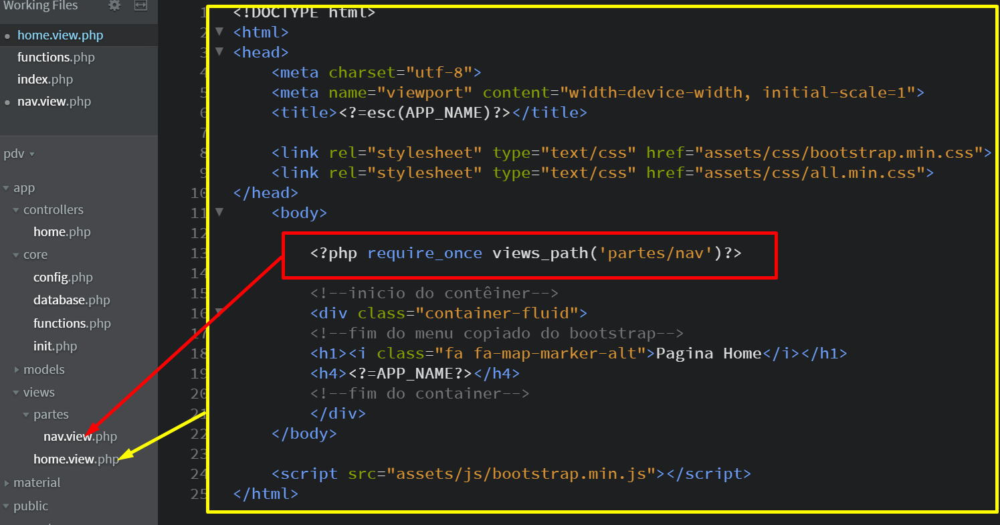 Working Files
home.view.php
functions.php
index.php
nav.view.php
pdv
app
controllers
home.php
core
config.php
database.php
functions.php
init.php
models
views
partes
nav.view.php
home.view.php
material
public
1 <!DOCTYPE html>
2 <html>
3 <head>
4 <meta charset="utf-8">
5 <meta name="viewport" content="width=device-width, initial-scale=1">
6 <title><?=esc(APP_NAME)?></title>
7
8 <link rel="stylesheet" type="text/css" href="assets/css/bootstrap.min.css">
9 <link rel="stylesheet" type="text/css" href="assets/css/all.min.css">
10 </head>
11 <body>
12
13 <?php require_once views_path('partes/nav')?>
14
15 <!--inicio do contêiner-->
16 <div class="container-fluid">
17 <!--fim do menu copiado do bootstrap-->
18 <h1><i class="fa fa-map-marker-alt">Pagina Home</i></h1>
19 <h4><?=APP_NAME?></h4>
20 <!--fim do container-->
21 </div>
22 </body>
23
24 <script src="assets/js/bootstrap.min.js"></script>
25 </html>